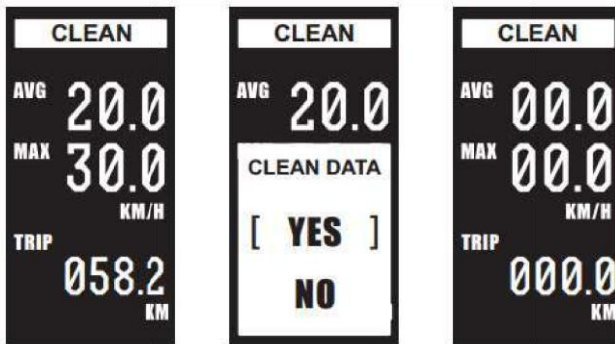 CLEAN
AVG 20.0
MAX 30.0
KM/H
TRIP
058.2
KM
CLEAN
AVG 20.0
CLEAN DATA
[ YES ]
NO
CLEAN
AVG 00.0
MAX 00.0
KM/H
TRIP
000.0
KM